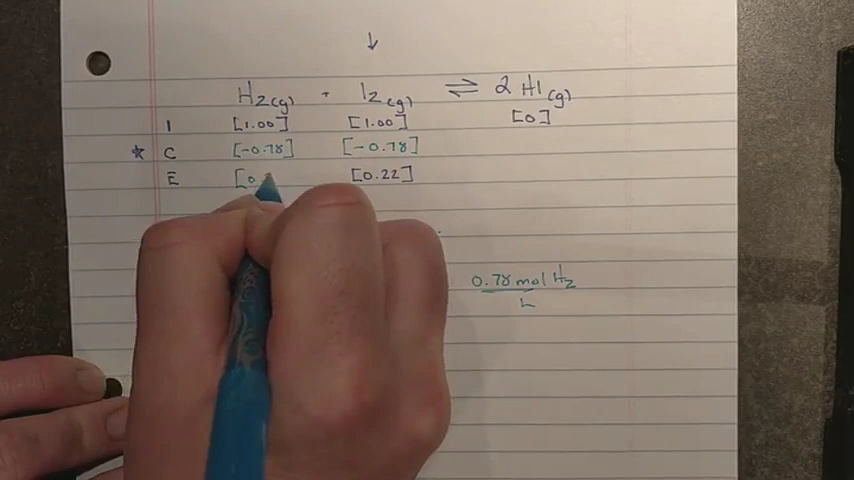 ↓
H2(g) + I2(g) ⇌ 2 HI(g)
I [1.00] [1.00] [0]
★ C [-0.78] [-0.78]
E [0. [0.22]
0.78 mol H2
L